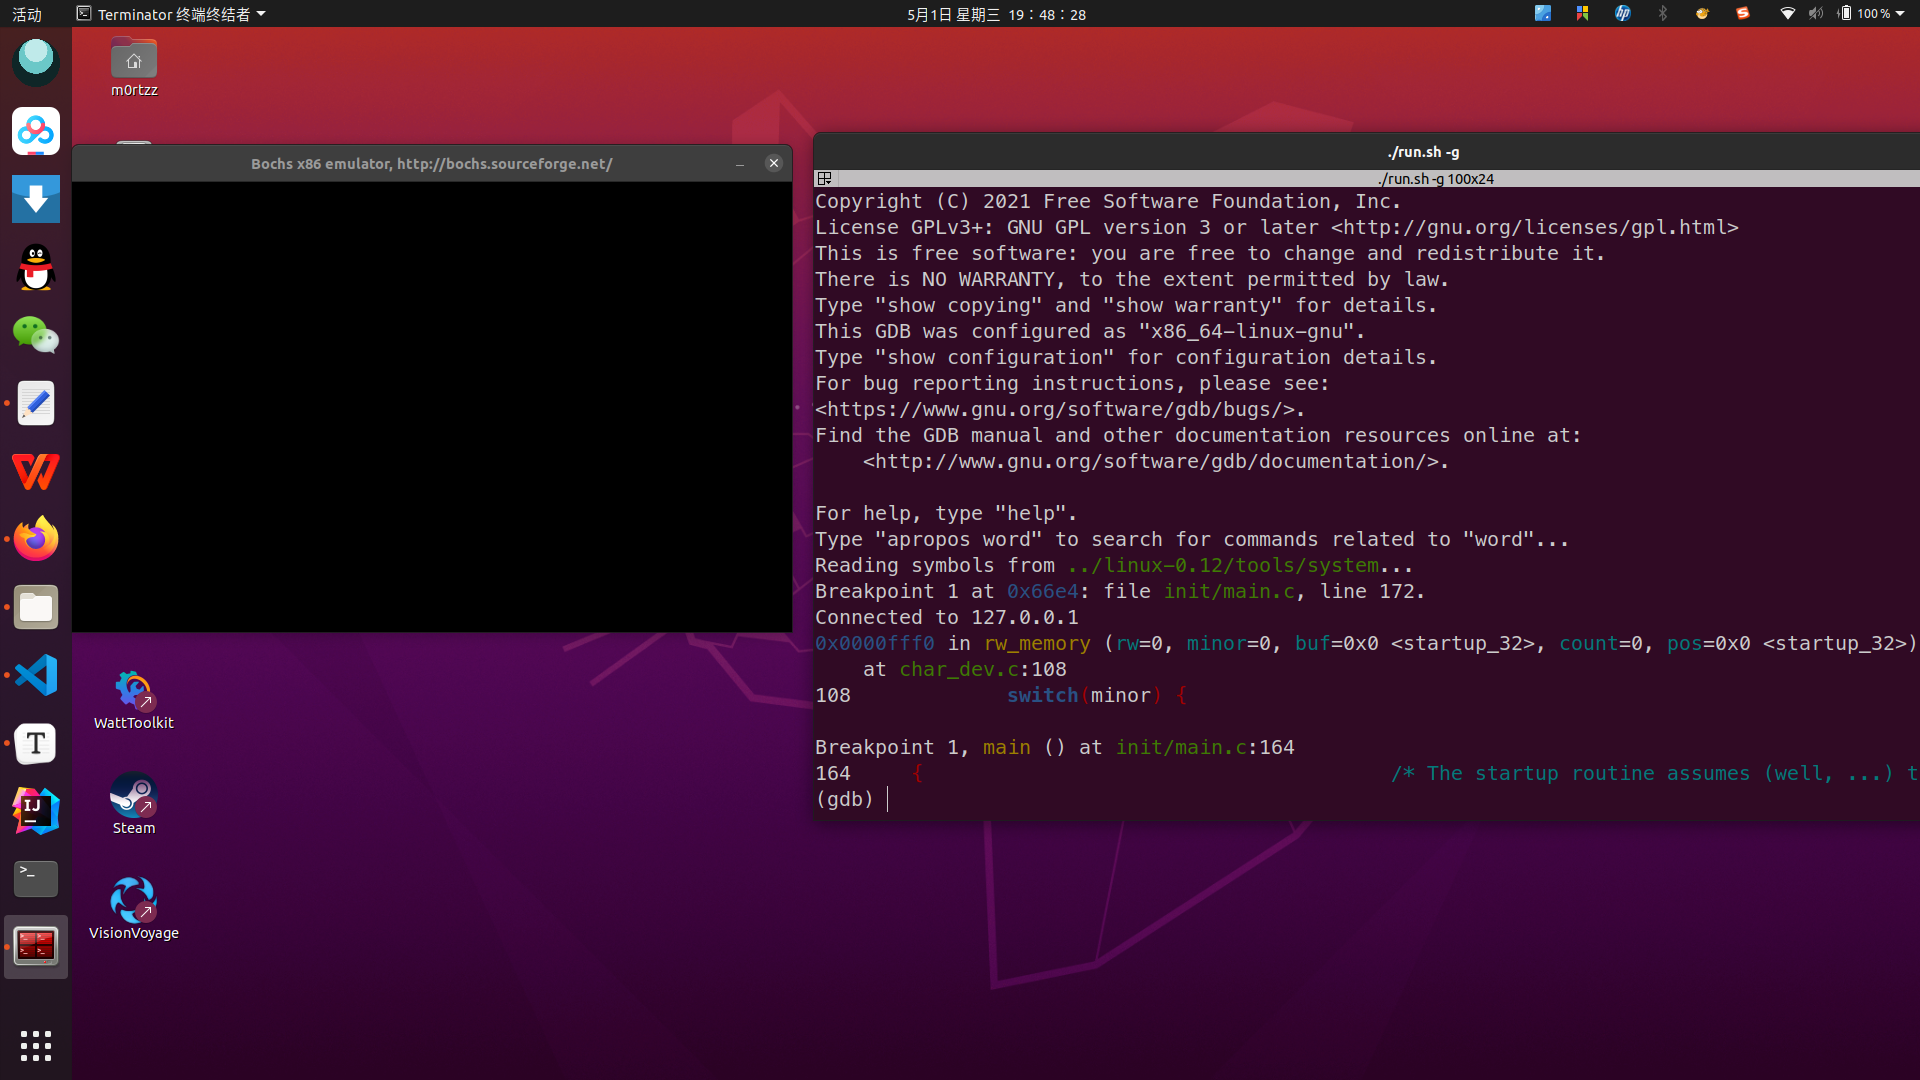 活动
Terminator 终端终结者
5月1日 星期三 19：48：28
100 %
m0rtzz
Bochs x86 emulator, http://bochs.sourceforge.net/
WattToolkit
Steam
VisionVoyage
./run.sh -g
./run.sh -g 100x24
Copyright (C) 2021 Free Software Foundation, Inc.
License GPLv3+: GNU GPL version 3 or later <http://gnu.org/licenses/gpl.html>
This is free software: you are free to change and redistribute it.
There is NO WARRANTY, to the extent permitted by law.
Type "show copying" and "show warranty" for details.
This GDB was configured as "x86_64-linux-gnu".
Type "show configuration" for configuration details.
For bug reporting instructions, please see:
<https://www.gnu.org/software/gdb/bugs/>.
Find the GDB manual and other documentation resources online at:
    <http://www.gnu.org/software/gdb/documentation/>.
For help, type "help".
Type "apropos word" to search for commands related to "word"...
Reading symbols from ../linux-0.12/tools/system...
Breakpoint 1 at 0x66e4: file init/main.c, line 172.
Connected to 127.0.0.1
0x0000fff0 in rw_memory (rw=0, minor=0, buf=0x0 <startup_32>, count=0, pos=0x0 <startup_32>)
    at char_dev.c:108
108             switch(minor) {
Breakpoint 1, main () at init/main.c:164
164     {                                       /* The startup routine assumes (well, ...) t
(gdb)